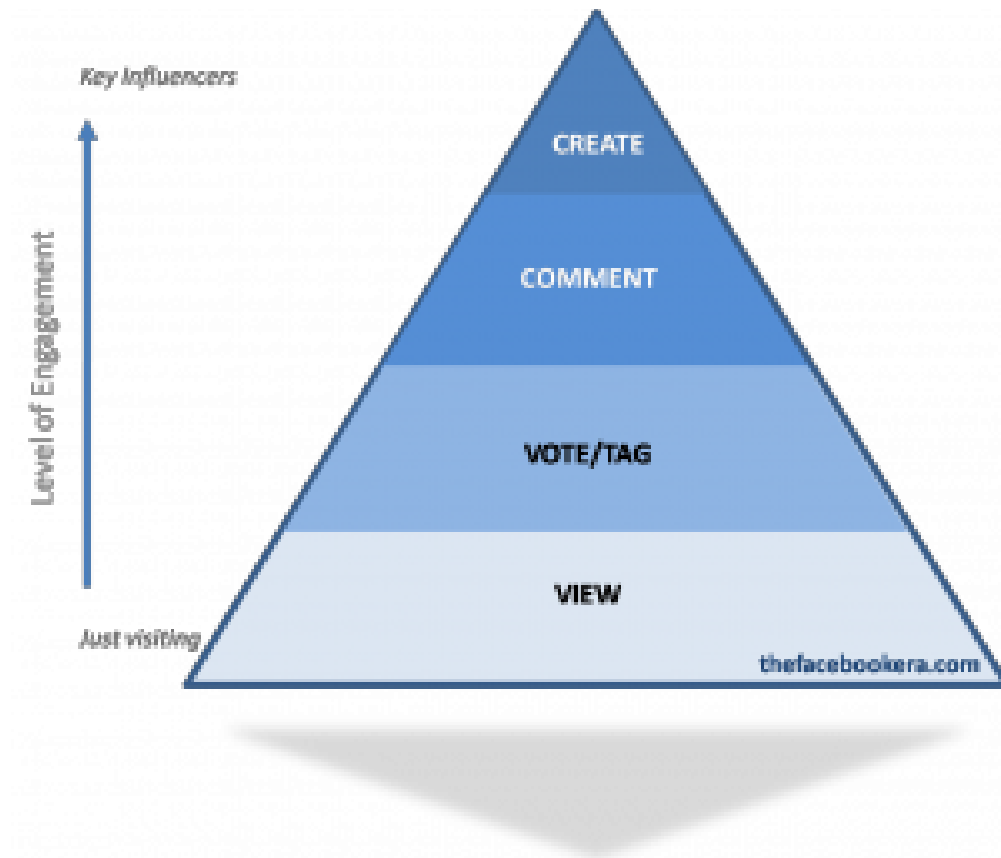 Key Influencers
CREATE
COMMENT
Level of Engagement
VOTE/TAG
VIEW
Just visiting
thefacebookera.com